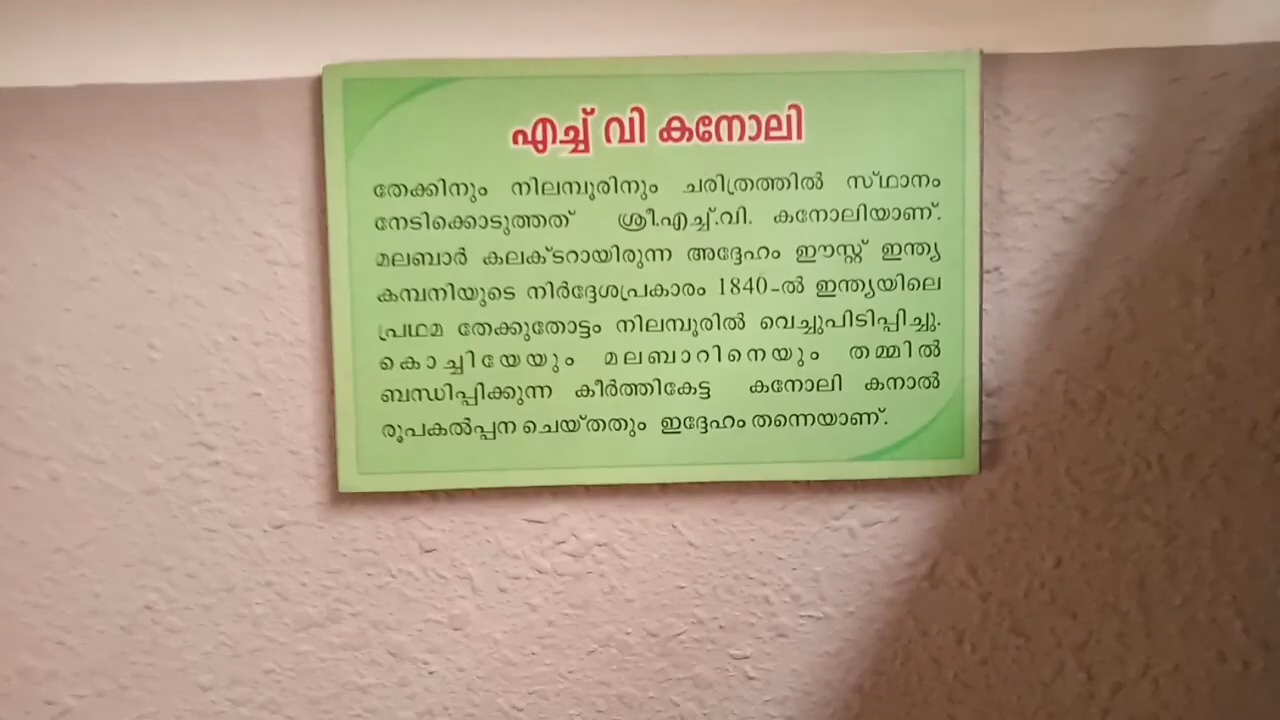 എച്ച് വി കനോലി
തേക്കിനും നിലമ്പൂരിനും ചരിത്രത്തിൽ സ്ഥാനം
നേടിക്കൊടുത്തത് ശ്രീ.എച്ച്.വി. കനോലിയാണ്.
മലബാർ കലക്ടറായിരുന്ന അദ്ദേഹം ഈസ്റ്റ് ഇന്ത്യ
കമ്പനിയുടെ നിർദ്ദേശപ്രകാരം 1840-ൽ ഇന്ത്യയിലെ
പ്രഥമ തേക്കുതോട്ടം നിലമ്പുരിൽ വെച്ചുപിടിപ്പിച്ചു.
കൊച്ചിയേയും മലബാറിനെയും തമ്മിൽ
ബന്ധിപ്പിക്കുന്ന കീർത്തികേട്ട കനോലി കനാൽ
രൂപകൽപ്പന ചെയ്തതും ഇദ്ദേഹം തന്നെയാണ്.